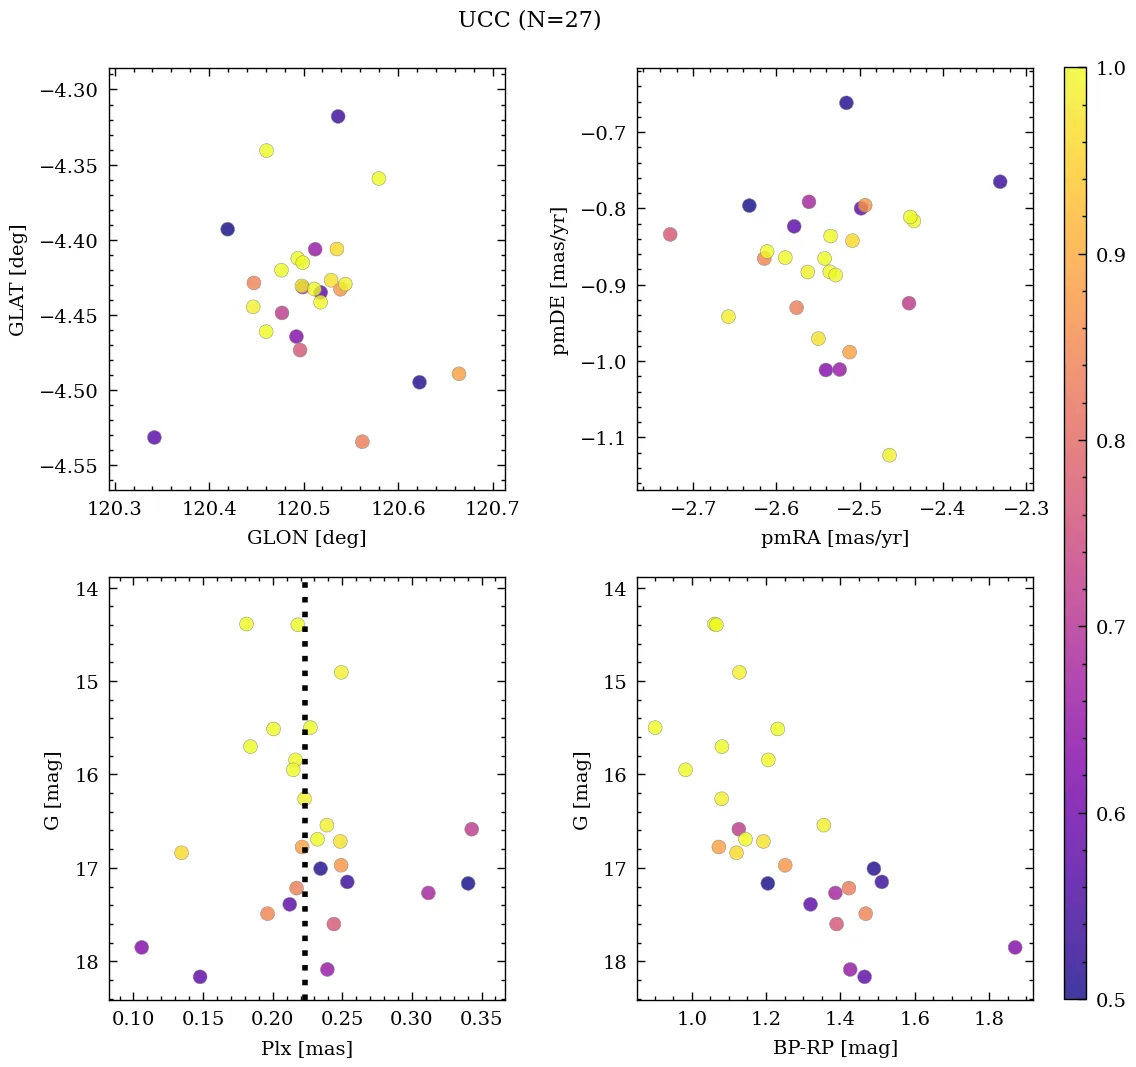 UCC (N=27)
−4.30
−4.35
−4.40
−4.45
−4.50
−4.55
GLAT [deg]
120.3 120.4 120.5 120.6 120.7
GLON [deg]
−0.7
−0.8
−0.9
−1.0
−1.1
pmDE [mas/yr]
−2.7 −2.6 −2.5 −2.4 −2.3
pmRA [mas/yr]
14
15
16
17
18
G [mag]
0.10 0.15 0.20 0.25 0.30 0.35
Plx [mas]
14
15
16
17
18
G [mag]
1.0 1.2 1.4 1.6 1.8
BP-RP [mag]
1.0
0.9
0.8
0.7
0.6
0.5